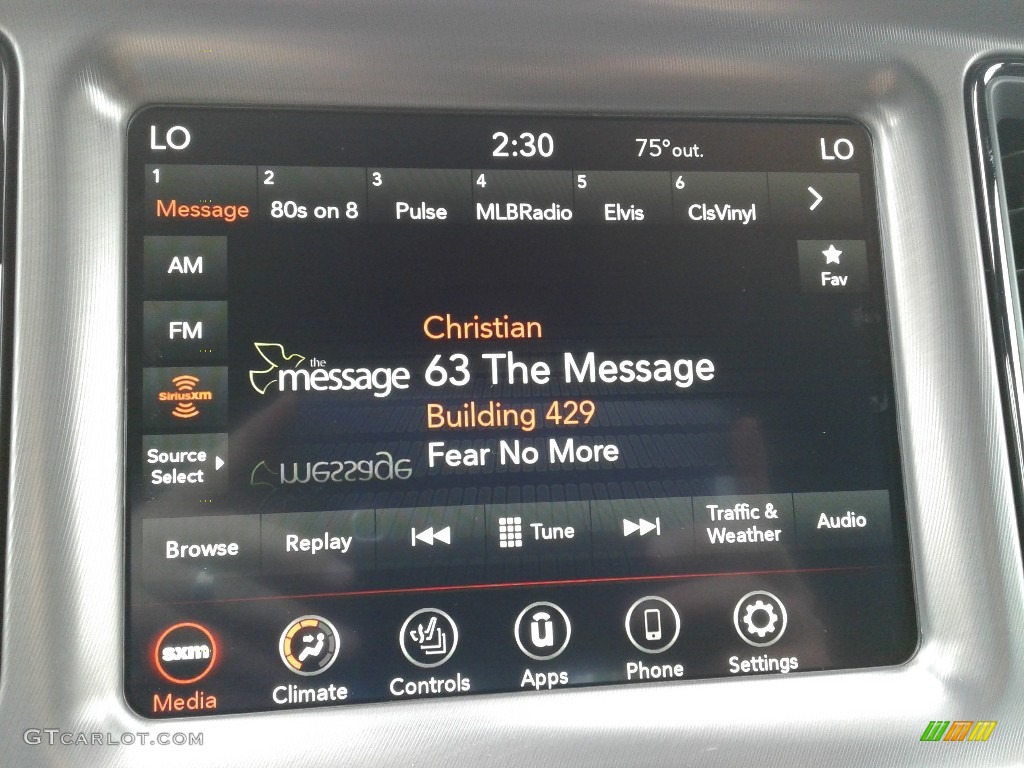 LO 2:30 75° out. LO
1 2 3 4 5 6
Message 80s on 8 Pulse MLBRadio Elvis ClsVinyl
AM
Fav
FM
Christian
the
message 63 The Message
SiriusXM
Building 429
Source
Select
Fear No More
message
Browse Replay Tune Traffic &
Weather Audio
sxm
Media Climate Controls Apps Phone Settings
GTCARLOT.COM